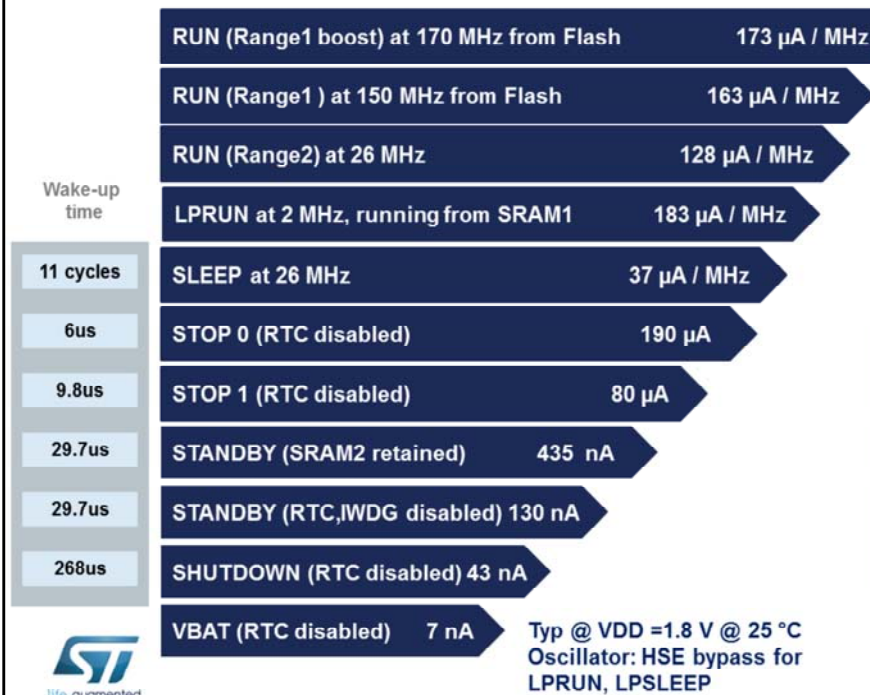 RUN (Range1 boost) at 170 MHz from Flash 173 µA / MHz
RUN (Range1 ) at 150 MHz from Flash 163 µA / MHz
RUN (Range2) at 26 MHz 128 µA / MHz
Wake-up
time
LPRUN at 2 MHz, running from SRAM1 183 µA / MHz
11 cycles SLEEP at 26 MHz 37 µA / MHz
6us STOP 0 (RTC disabled) 190 µA
9.8us STOP 1 (RTC disabled) 80 µA
29.7us STANDBY (SRAM2 retained) 435 nA
29.7us STANDBY (RTC,IWDG disabled) 130 nA
268us SHUTDOWN (RTC disabled) 43 nA
VBAT (RTC disabled) 7 nA
Typ @ VDD =1.8 V @ 25 °C
Oscillator: HSE bypass for
LPRUN, LPSLEEP
ST
life.augmented